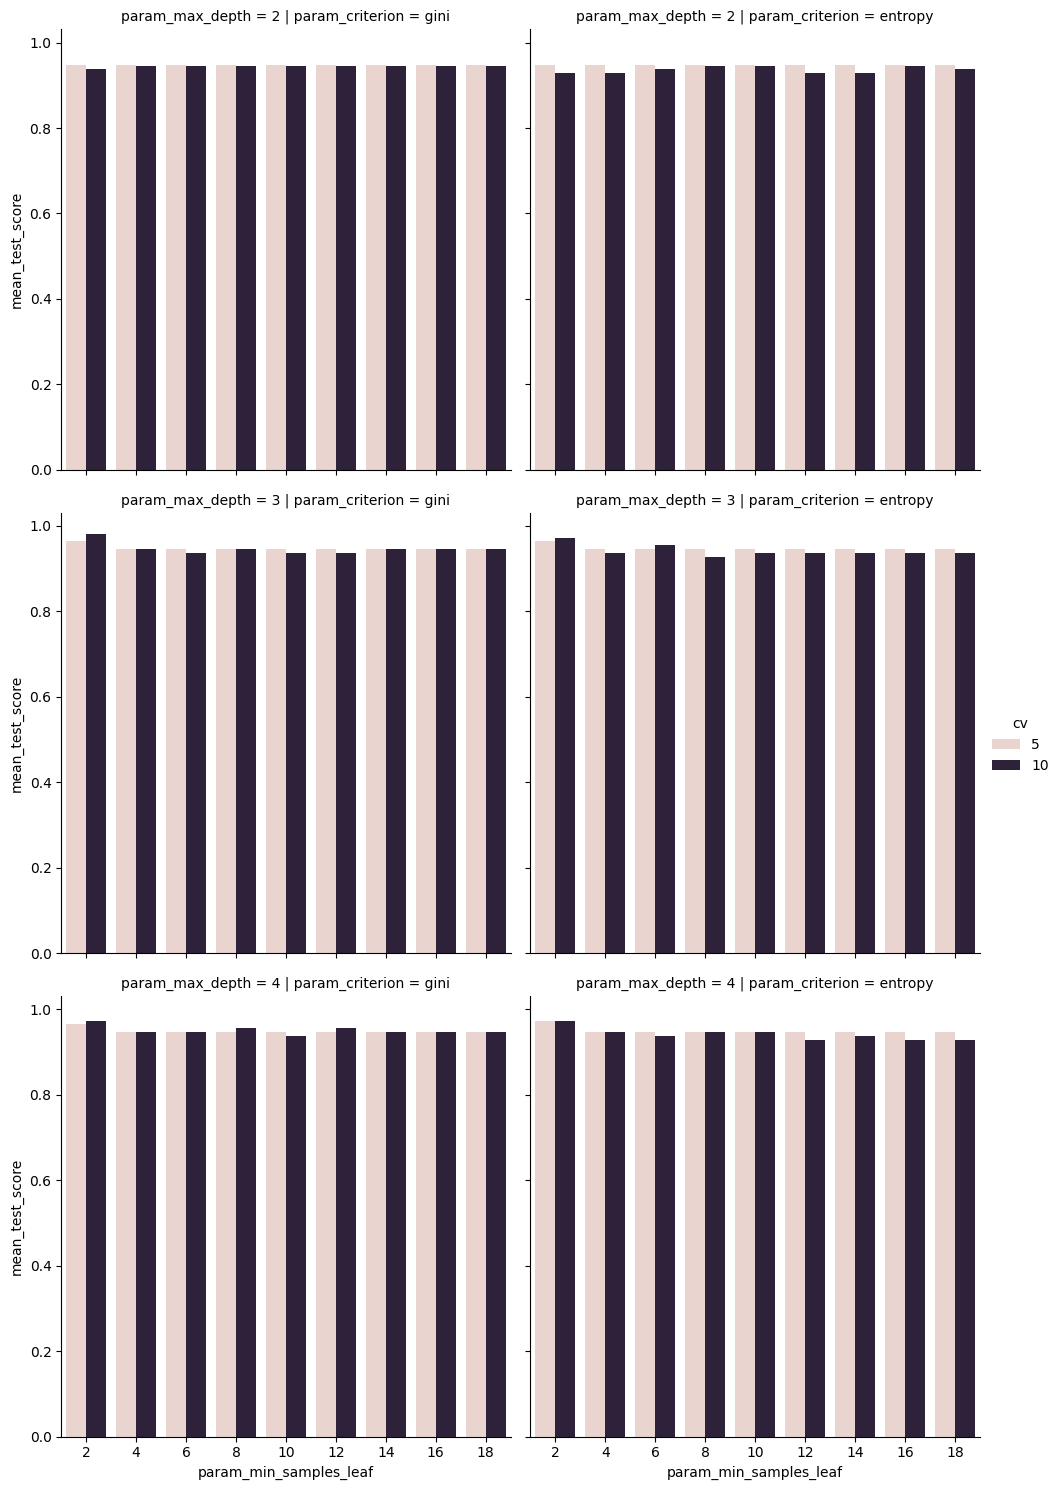 param_max_depth = 2 | param_criterion = gini
param_max_depth = 2 | param_criterion = entropy
1.0
0.8
0.6
0.4
0.2
0.0
mean_test_score
param_max_depth = 3 | param_criterion = gini
param_max_depth = 3 | param_criterion = entropy
1.0
0.8
0.6
0.4
0.2
0.0
mean_test_score
cv
5
10
param_max_depth = 4 | param_criterion = gini
param_max_depth = 4 | param_criterion = entropy
1.0
0.8
0.6
0.4
0.2
0.0
mean_test_score
2 4 6 8 10 12 14 16 18
param_min_samples_leaf
2 4 6 8 10 12 14 16 18
param_min_samples_leaf